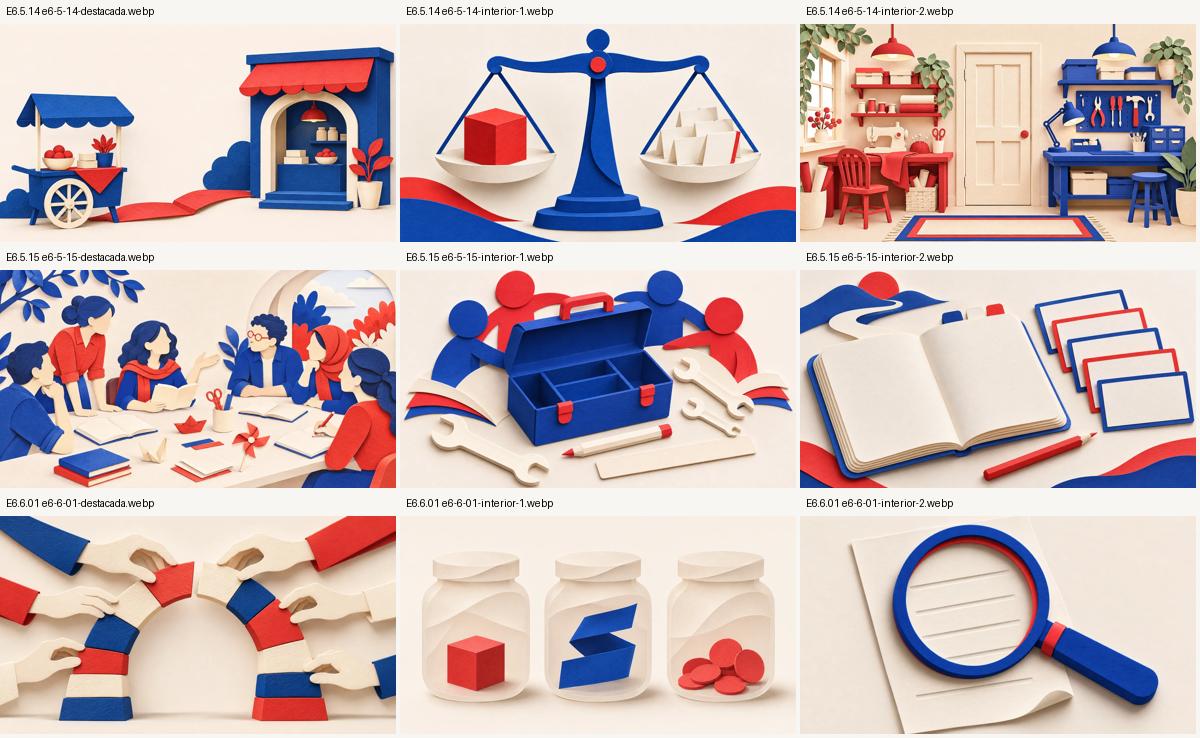 E6.5.14 e6-5-14-destacada.webp
E6.5.14 e6-5-14-interior-1.webp
E6.5.14 e6-5-14-interior-2.webp
E6.5.15 e6-5-15-destacada.webp
E6.5.15 e6-5-15-interior-1.webp
E6.5.15 e6-5-15-interior-2.webp
E6.6.01 e6-6-01-destacada.webp
E6.6.01 e6-6-01-interior-1.webp
E6.6.01 e6-6-01-interior-2.webp